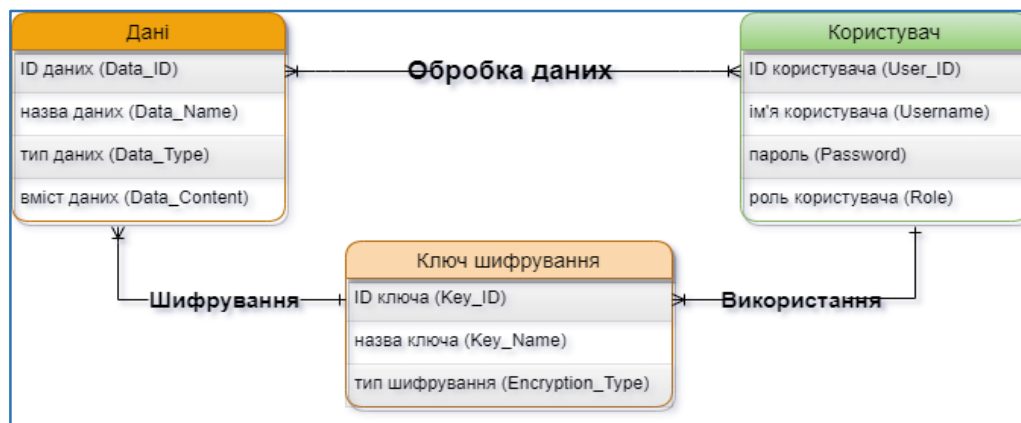 Дані
ID даних (Data_ID)
назва даних (Data_Name)
тип даних (Data_Type)
вміст даних (Data_Content)
Обробка даних
Користувач
ID користувача (User_ID)
ім'я користувача (Username)
пароль (Password)
роль користувача (Role)
Шифрування
Ключ шифрування
ID ключа (Key_ID)
назва ключа (Key_Name)
тип шифрування (Encryption_Type)
Використання